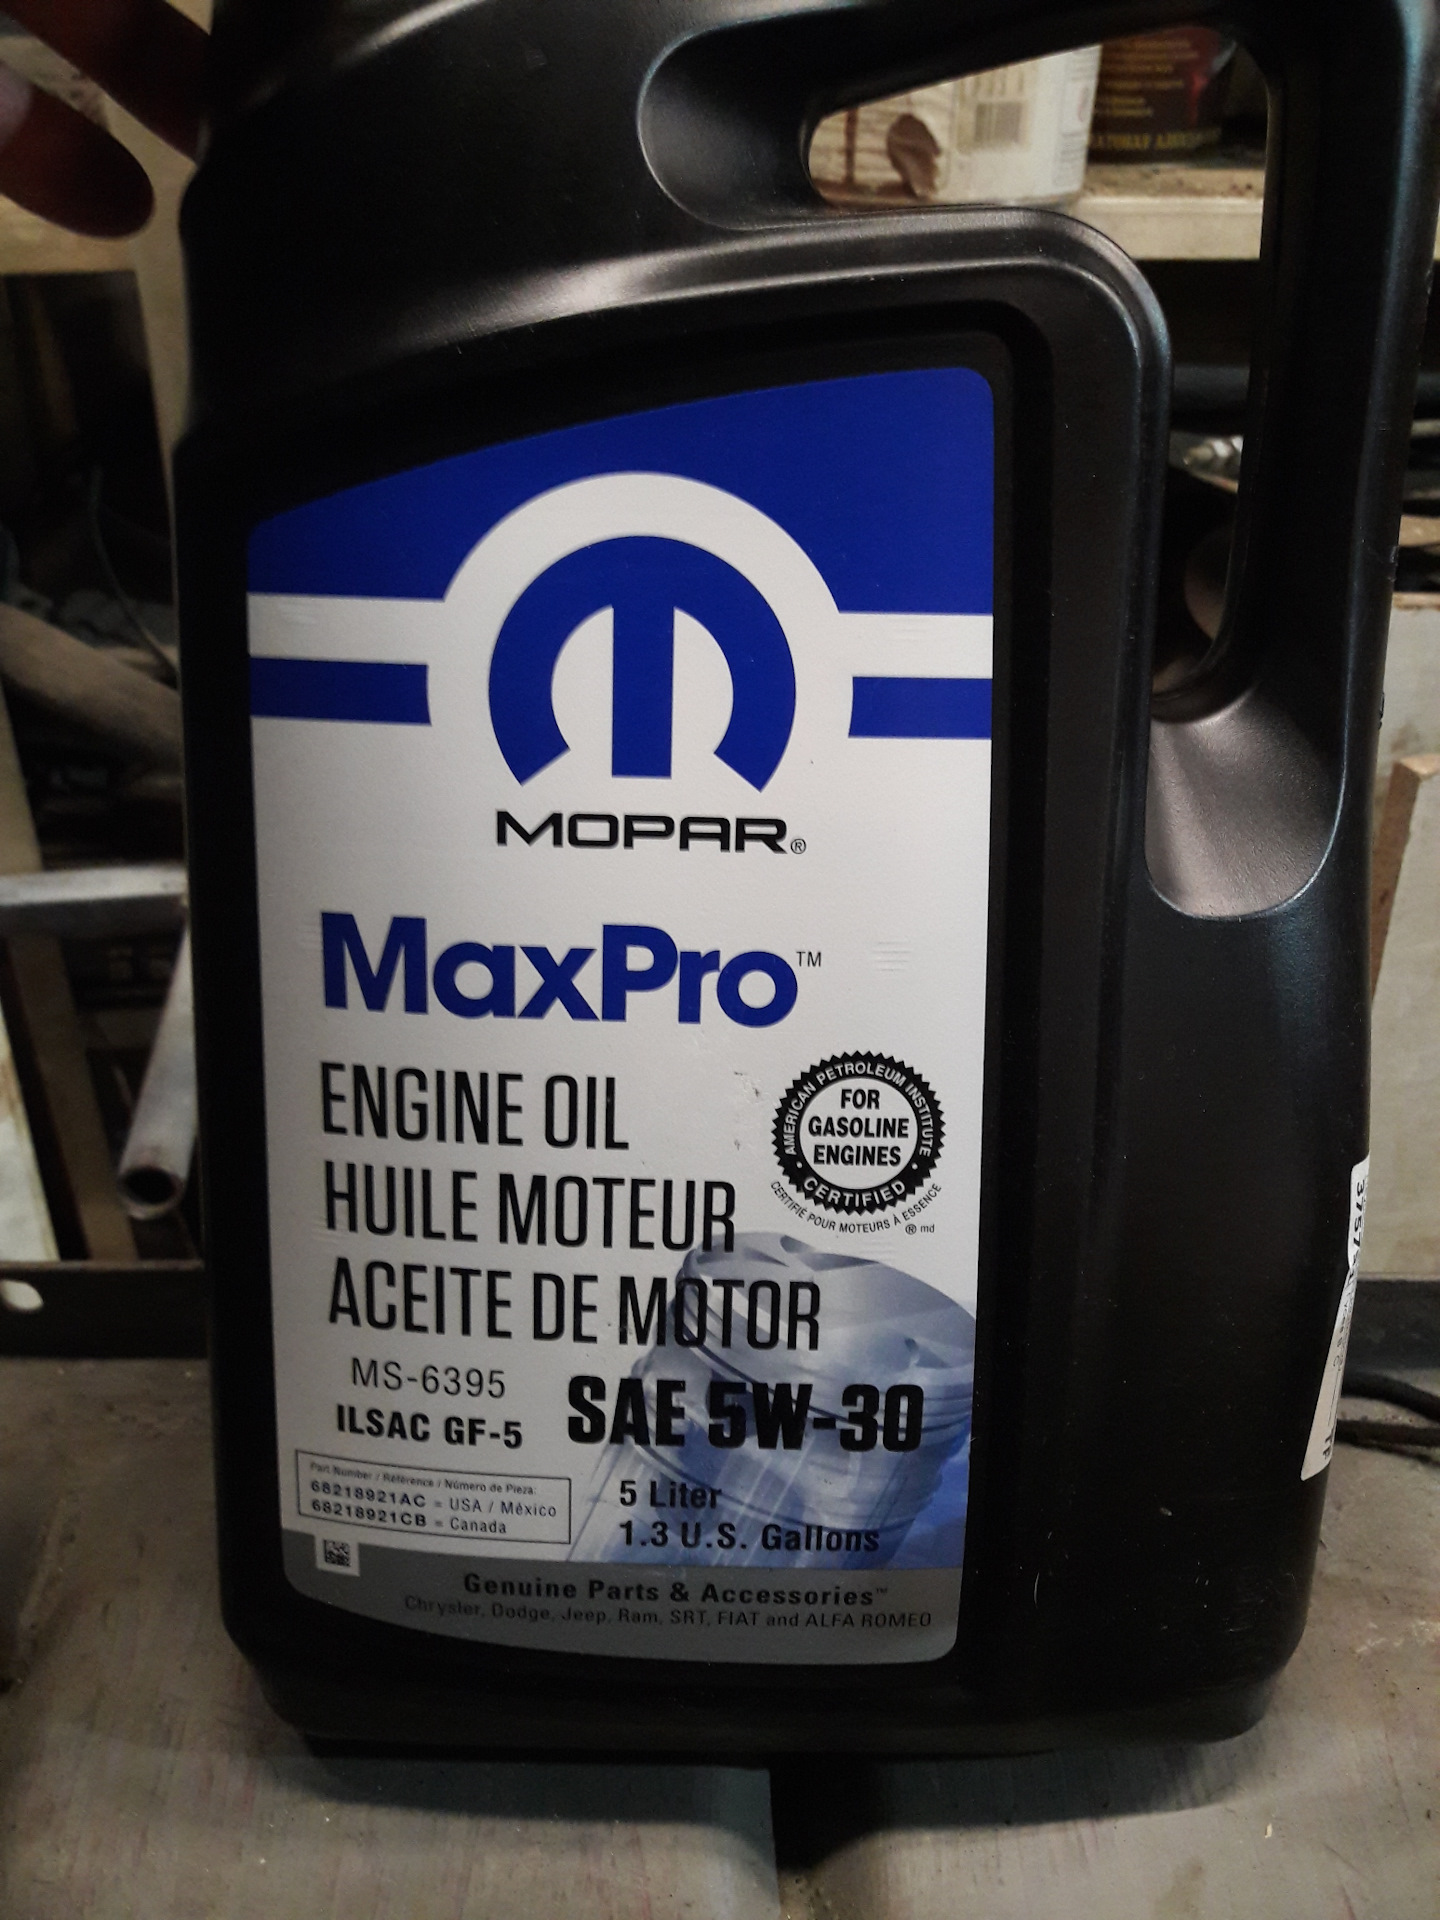 MOPAR®
MaxPro™
ENGINE OIL
HUILE MOTEUR
ACEITE DE MOTOR
AMERICAN PETROLEUM INSTITUTE
FOR
GASOLINE
ENGINES
CERTIFIED
CERTIFIÉ POUR MOTEURS À ESSENCE
® md
MS-6395
ILSAC GF-5
SAE 5W-30
Part Number / Référence / Número de Pieza:
68218921AC = USA / México
68218921CB = Canada
5 Liter
1.3 U.S. Gallons
Genuine Parts & Accessories™
Chrysler, Dodge, Jeep, Ram, SRT, FIAT and ALFA ROMEO